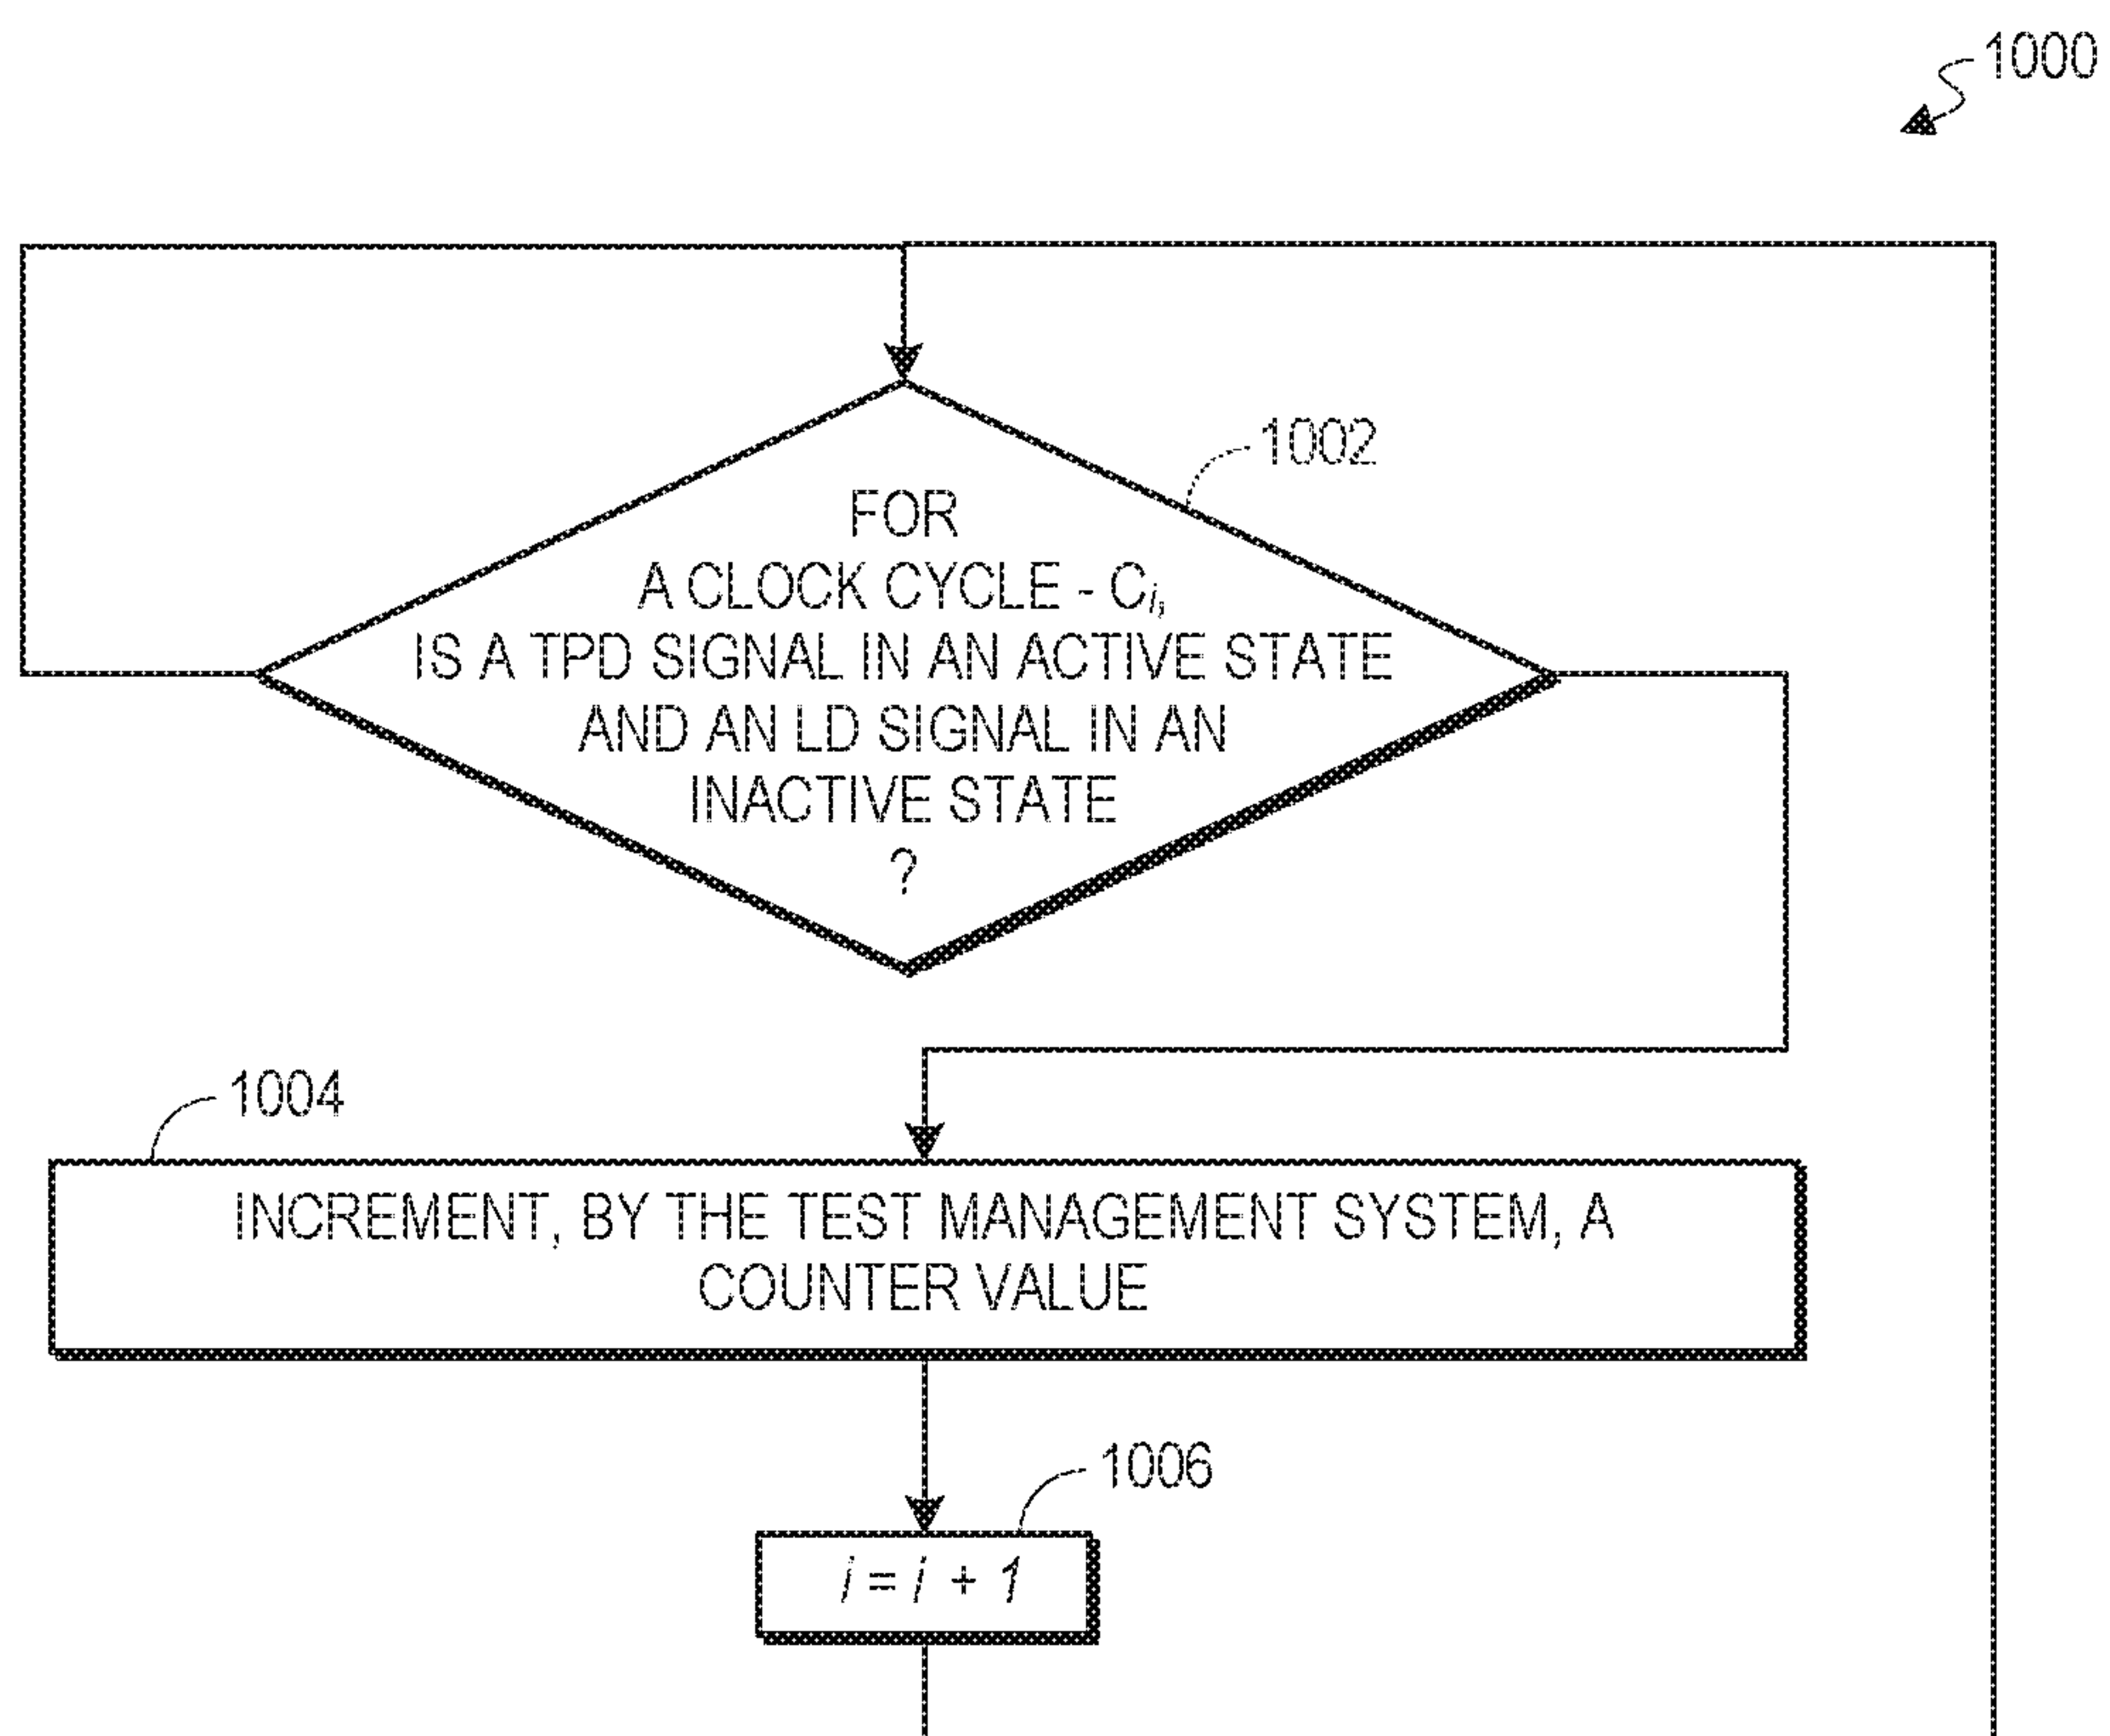 1000
1002
FOR
A CLOCK CYCLE - Ci,
IS A TPD SIGNAL IN AN ACTIVE STATE
AND AN LD SIGNAL IN AN
INACTIVE STATE
?
1004
INCREMENT, BY THE TEST MANAGEMENT SYSTEM, A
COUNTER VALUE
1006
i = i + 1